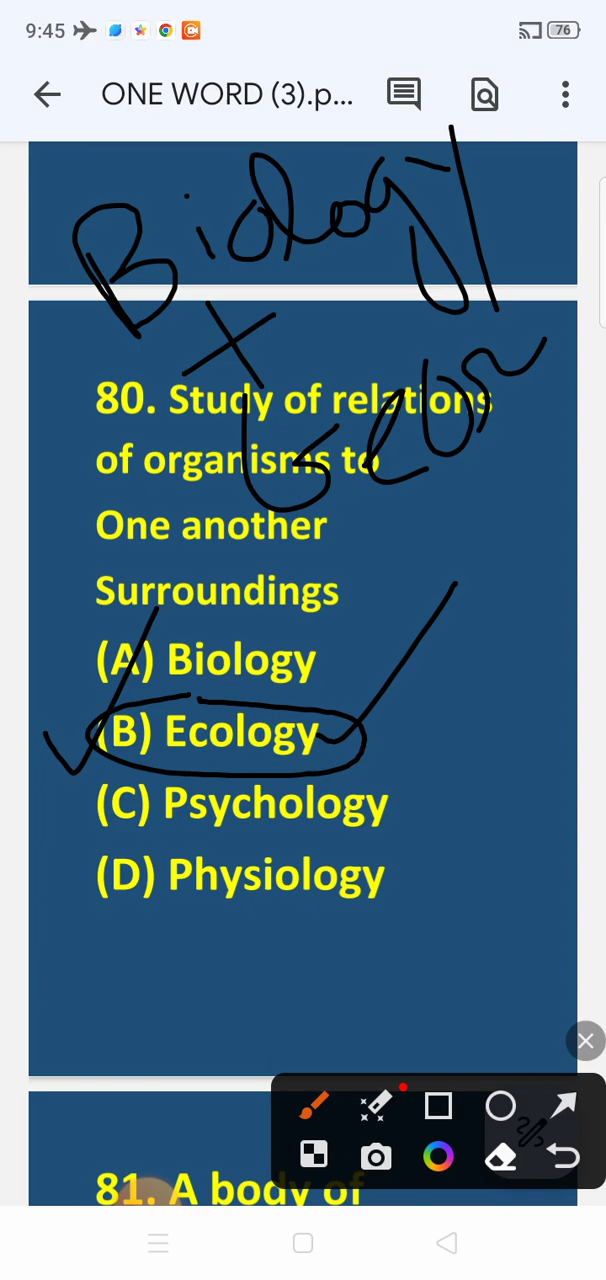 9:45
76
ONE WORD (3).p...
Biology
+
80. Study of relations
of organisms to
One another
Surroundings
(A) Biology
(B) Ecology
(C) Psychology
(D) Physiology
81. A body of